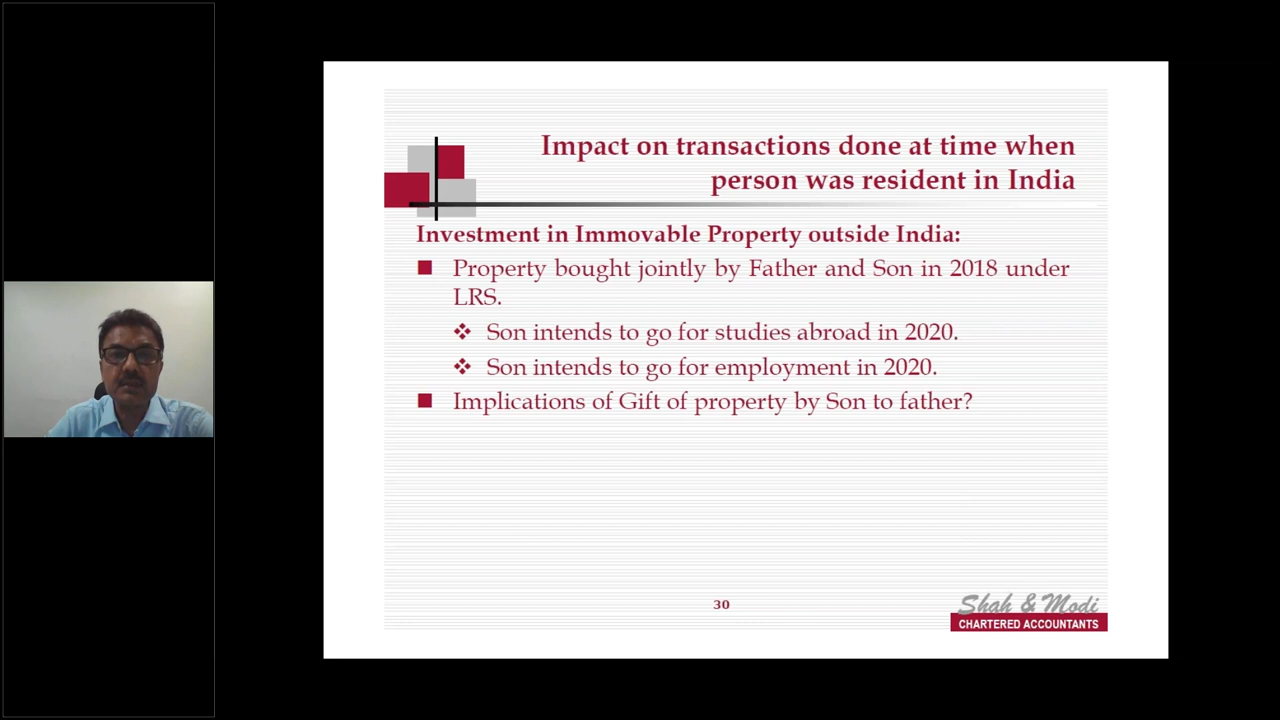 Impact on transactions done at time when
person was resident in India
Investment in Immovable Property outside India:
Property bought jointly by Father and Son in 2018 under
LRS.
Son intends to go for studies abroad in 2020.
Son intends to go for employment in 2020.
Implications of Gift of property by Son to father?
30
Shah & Modi
CHARTERED ACCOUNTANTS